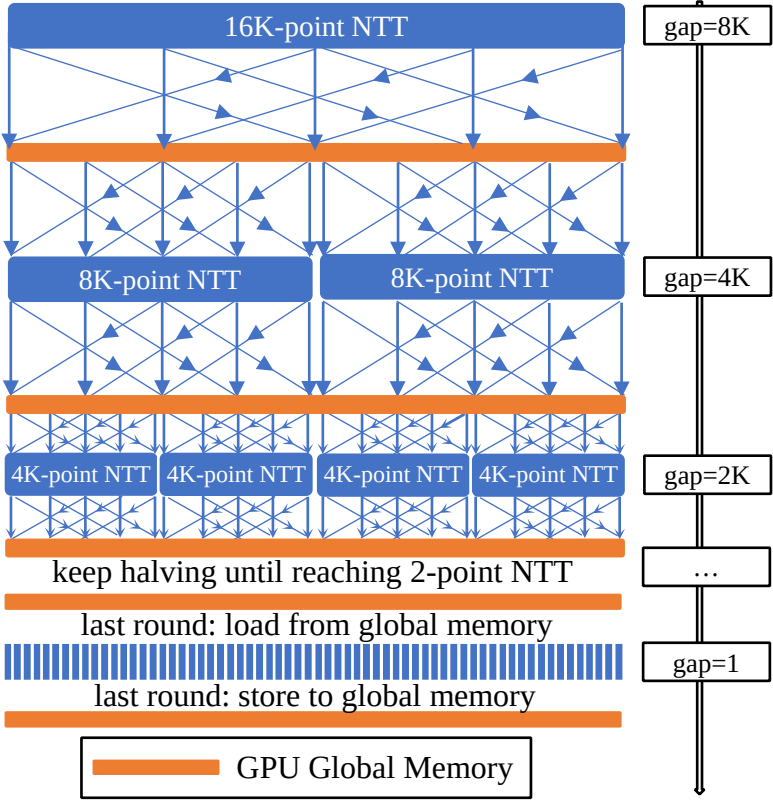 16K-point NTT
gap=8K
8K-point NTT
8K-point NTT
gap=4K
4K-point NTT
4K-point NTT
4K-point NTT
4K-point NTT
gap=2K
keep halving until reaching 2-point NTT
...
last round: load from global memory
gap=1
last round: store to global memory
GPU Global Memory